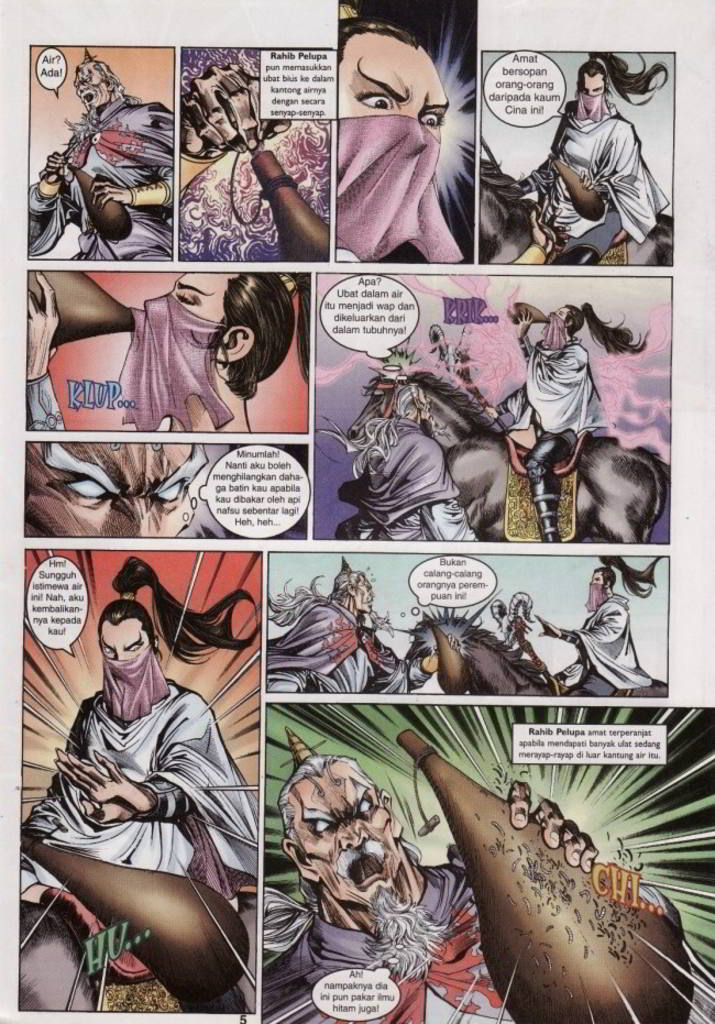 Air?
Ada!
Rahib Pelupa
pun memasukkan
ubat bius ke dalam
kantong airnya
dengan secara
senyap-senyap.
Amat
bersopan
orang-orang
daripada kaum
Cina ini!
KLUP...
Apa?
Ubat dalam air
itu menjadi wap dan
dikeluarkan dari
dalam tubuhnya!
KRIK...
Minumlah!
Nanti aku boleh
menghilangkan daha-
ga batin kau apabila
kau dibakar oleh api
nafsu sebentar lagi!
Heh, heh...
Hm!
Sungguh
istimewa air
ini! Nah, aku
kembalikan-
nya kepada
kau!
HU...
Bukan
calang-calang
orangnya perem-
puan ini!
Rahib Pelupa amat terperanjat
apabila mendapati banyak ulat sedang
merayap-rayap di luar kantung air itu.
CHI...
Ah!
nampaknya dia
ini pun pakar ilmu
hitam juga!
5